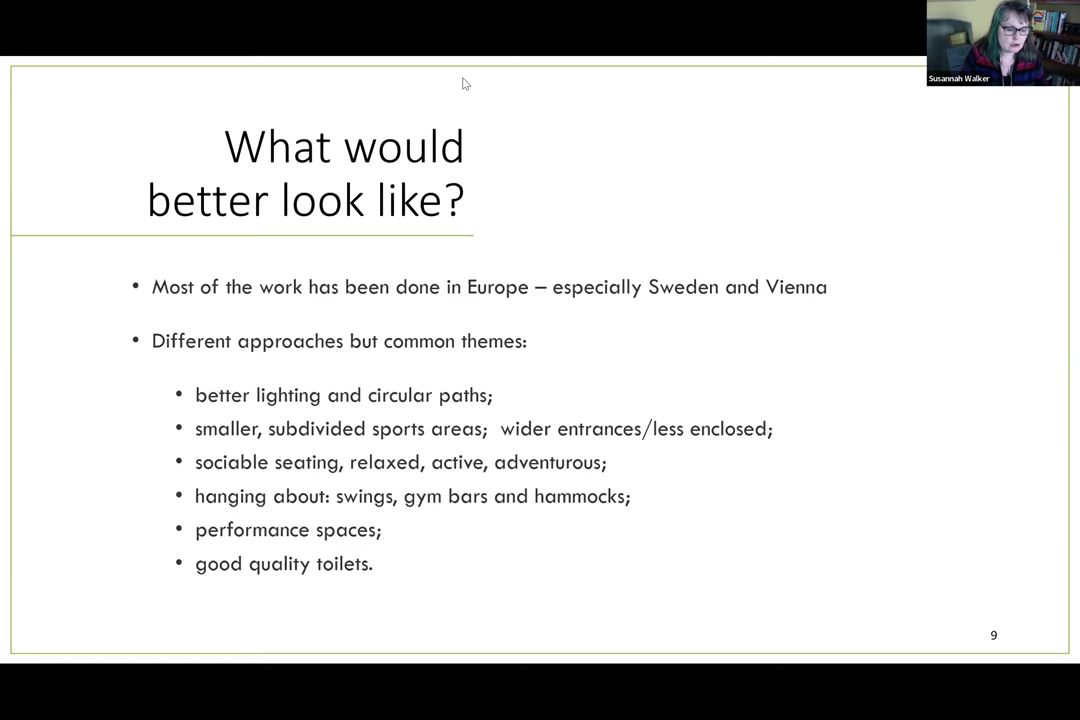 Susannah Walker
What would
better look like?
• Most of the work has been done in Europe – especially Sweden and Vienna
• Different approaches but common themes:
• better lighting and circular paths;
• smaller, subdivided sports areas;  wider entrances/less enclosed;
• sociable seating, relaxed, active, adventurous;
• hanging about: swings, gym bars and hammocks;
• performance spaces;
• good quality toilets.
9